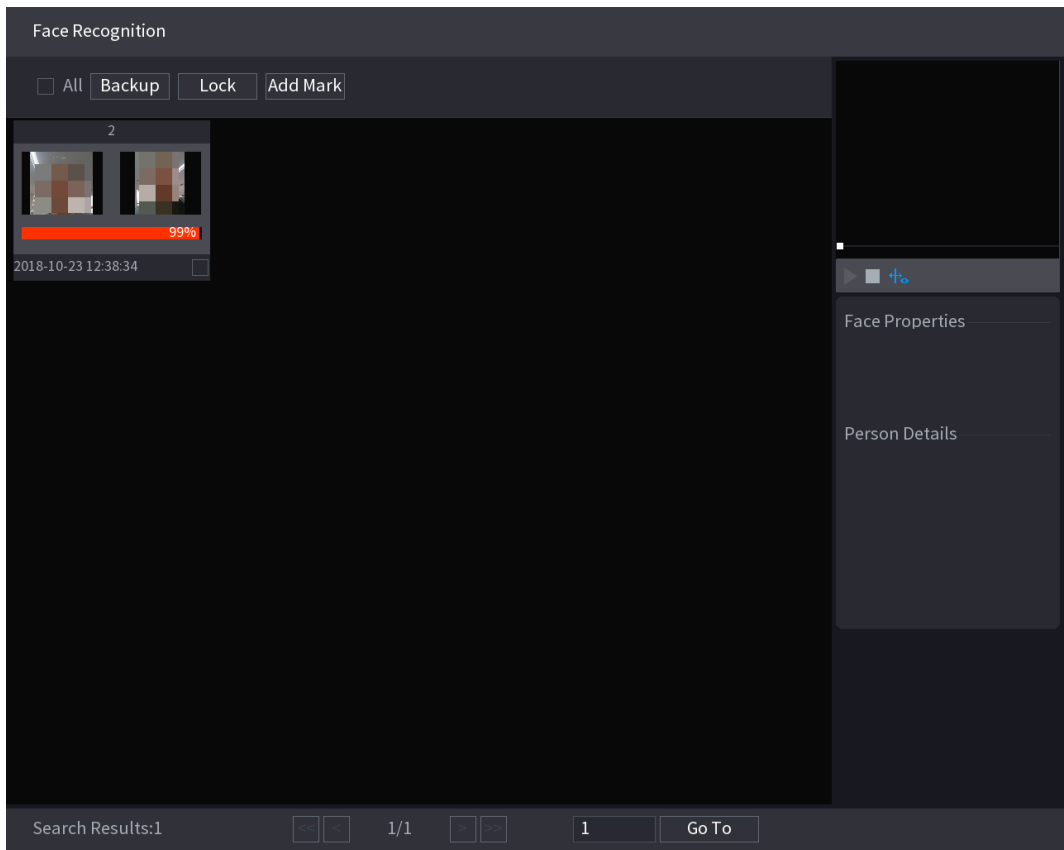 Face Recognition
All Backup Lock Add Mark
2
99%
2018-10-23 12:38:34
Face Properties
Person Details
Search Results:1 << < 1/1 > >> 1 Go To